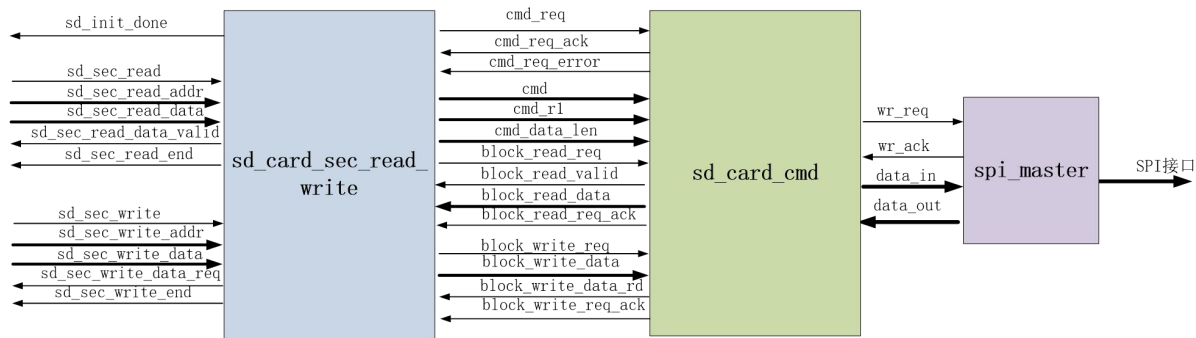 sd_init_done
sd_sec_read
sd_sec_read_addr
sd_sec_read_data
sd_sec_read_data_valid
sd_sec_read_end
sd_sec_write
sd_sec_write_addr
sd_sec_write_data
sd_sec_write_data_req
sd_sec_write_end
sd_card_sec_read_
write
cmd_req
cmd_req_ack
cmd_req_error
cmd
cmd_r1
cmd_data_len
block_read_req
block_read_valid
block_read_data
block_read_req_ack
block_write_req
block_write_data
block_write_data_rd
block_write_req_ack
sd_card_cmd
wr_req
wr_ack
data_in
data_out
spi_master
SPI接口